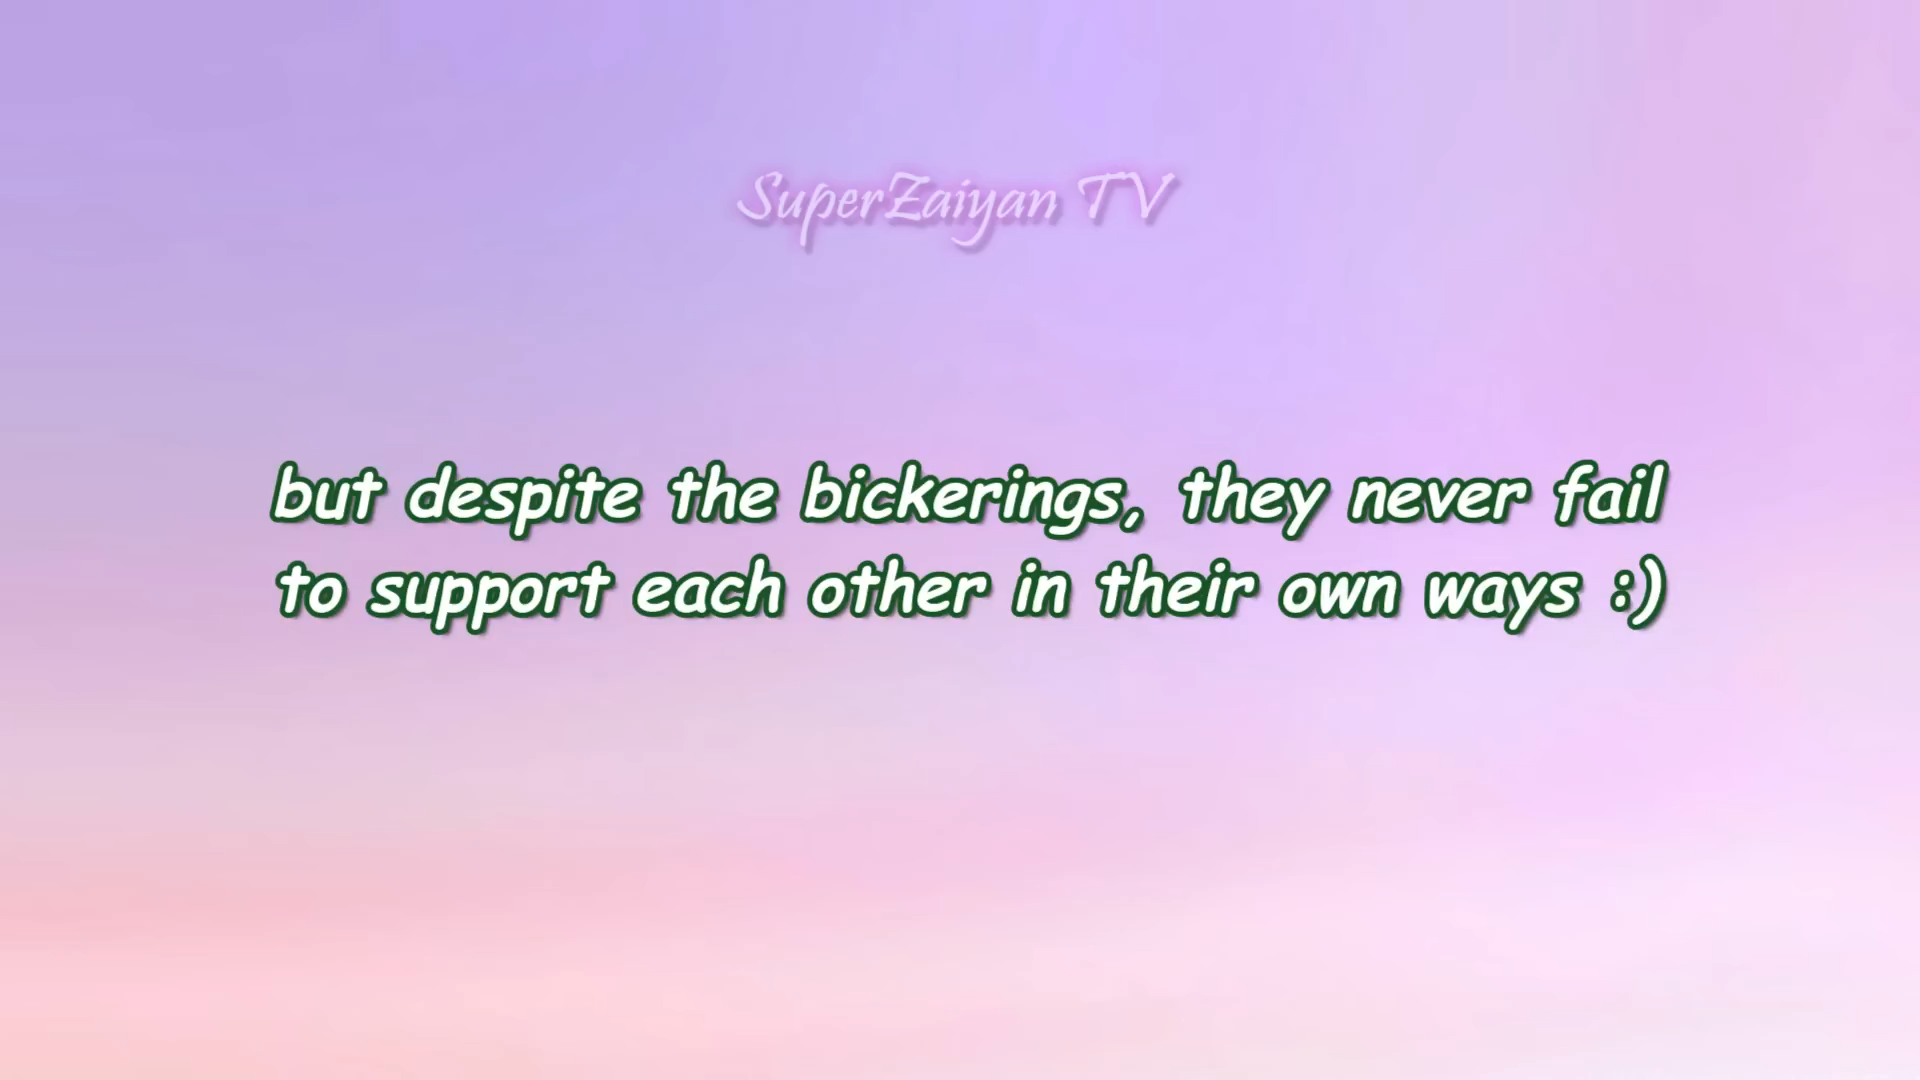 SuperZaiyan TV
but despite the bickerings, they never fail
to support each other in their own ways :)